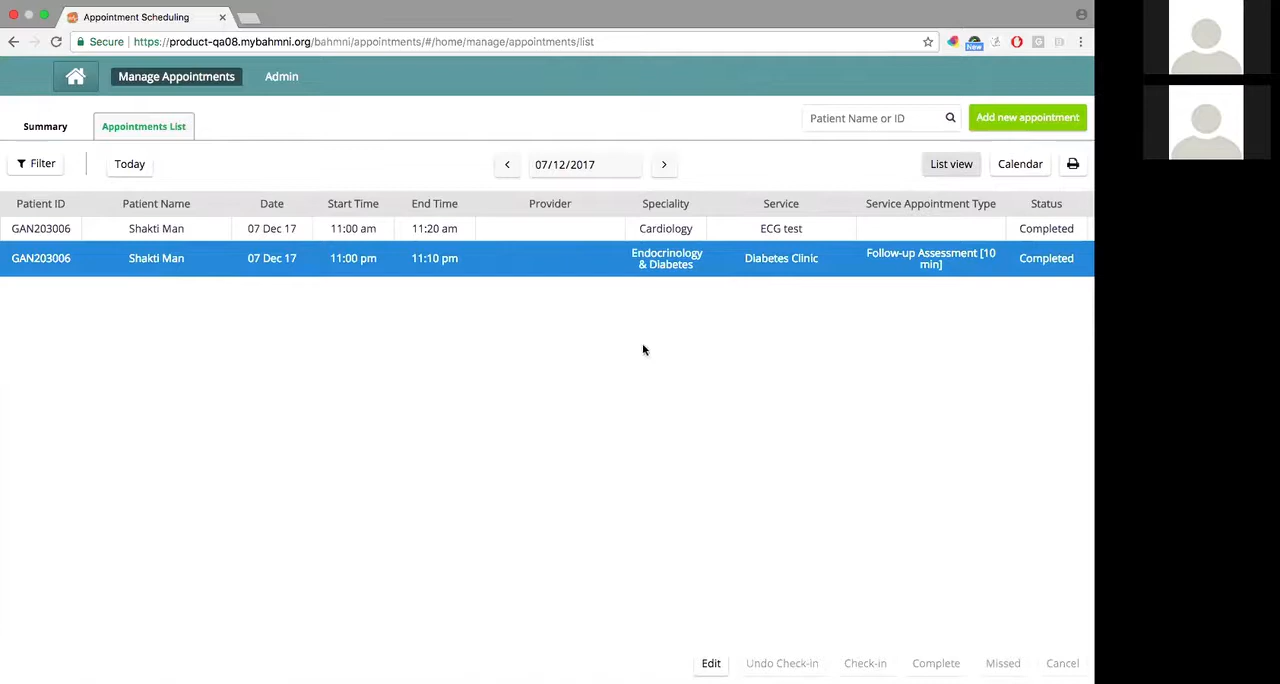 Appointment Scheduling
Secure https://product-qa08.mybahmni.org/bahmni/appointments/#/home/manage/appointments/list
New
Manage Appointments Admin
Summary Appointments List Patient Name or ID Add new appointment
Filter Today 07/12/2017 List view Calendar
Patient ID Patient Name Date Start Time End Time Provider Speciality Service Service Appointment Type Status
GAN203006 Shakti Man 07 Dec 17 11:00 am 11:20 am Cardiology ECG test Completed
GAN203006 Shakti Man 07 Dec 17 11:00 pm 11:10 pm Endocrinology & Diabetes Diabetes Clinic Follow-up Assessment [10 min] Completed
Edit Undo Check-in Check-in Complete Missed Cancel